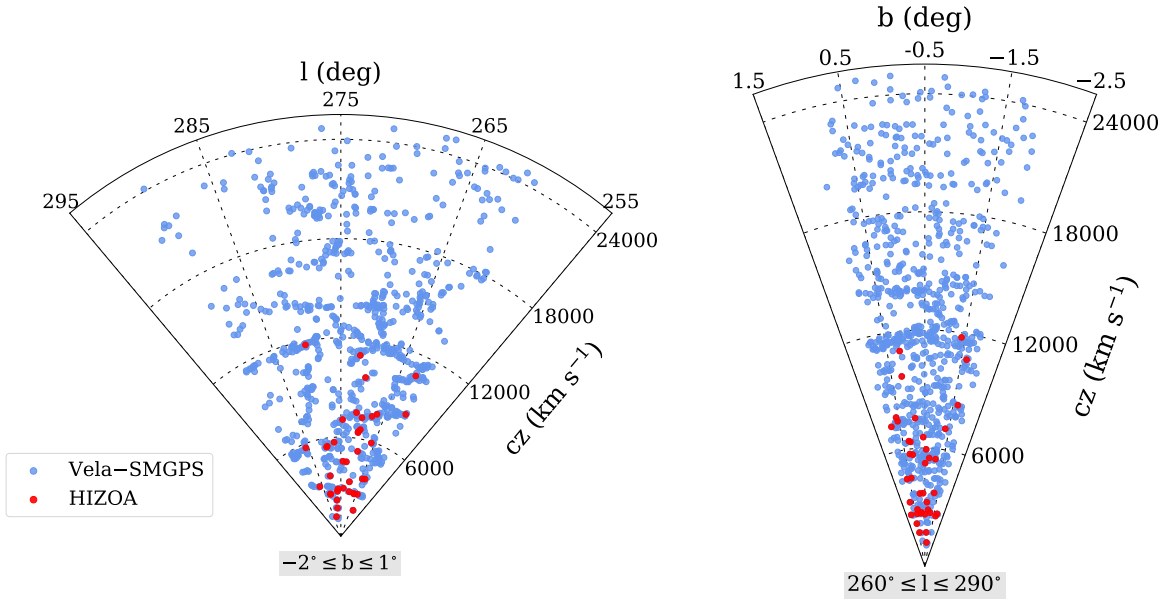 l (deg)
295
285
275
265
255
24000
18000
12000
6000
cz (km s⁻¹)
−2° ≤ b ≤ 1°
Vela−SMGPS
HIZOA
b (deg)
1.5
0.5
-0.5
−1.5
−2.5
24000
18000
12000
6000
cz (km s⁻¹)
260° ≤ l ≤ 290°